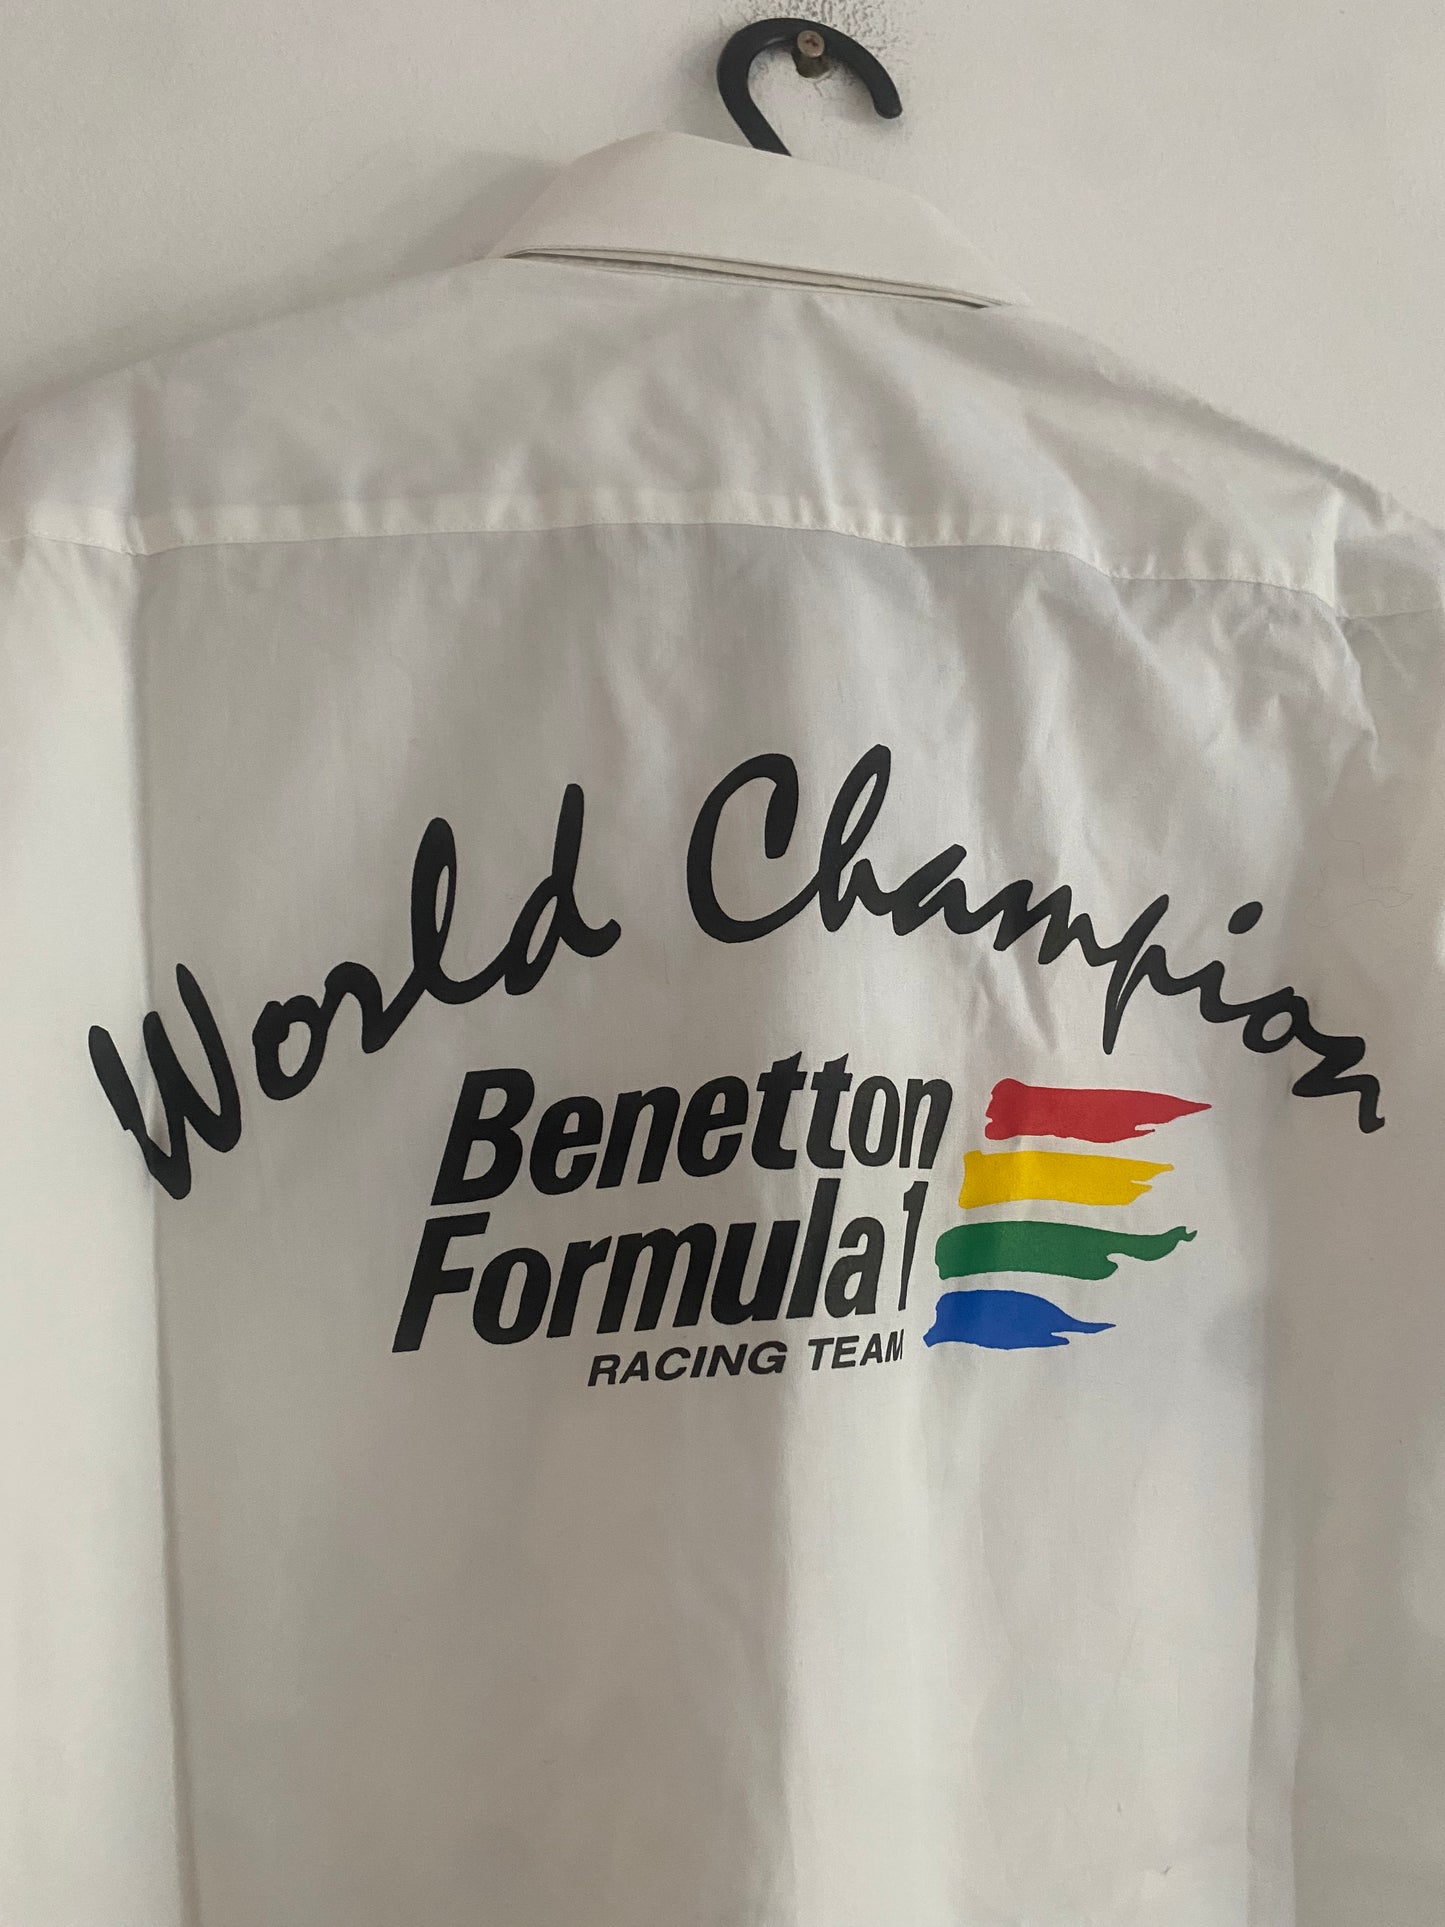 World Champion
Benetton
Formula 1
RACING TEAM